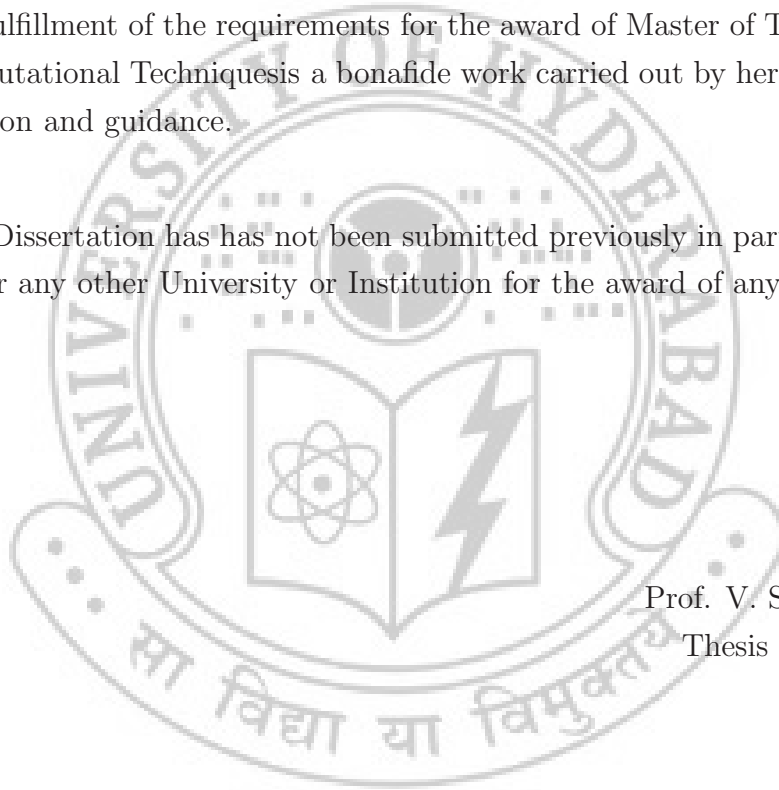 ulfillment of the requirements for the award of Master of T
utational Techniquesis a bonafide work carried out by her
on and guidance.
Dissertation has has not been submitted previously in par
r any other University or Institution for the award of any
UNIVERSITY OF HYDERABAD
Prof. V. S
Thesis
सा विद्या या विमुक्तये